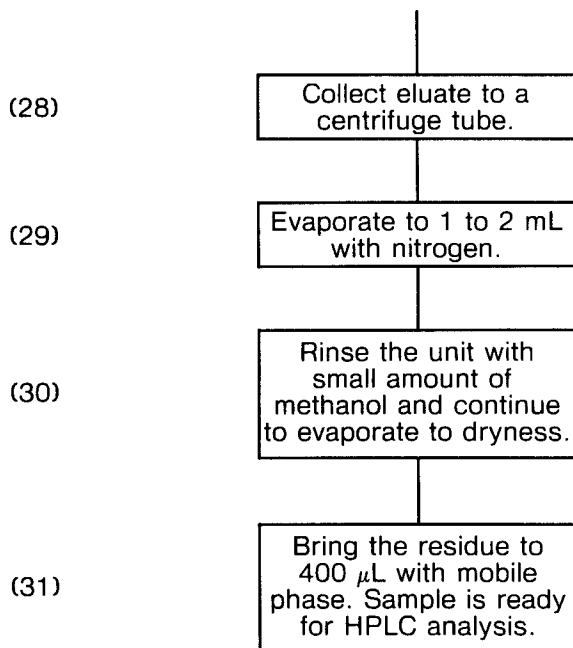 (28)
Collect eluate to a
centrifuge tube.
(29)
Evaporate to 1 to 2 mL
with nitrogen.
(30)
Rinse the unit with
small amount of
methanol and continue
to evaporate to dryness.
(31)
Bring the residue to
400 μL with mobile
phase. Sample is ready
for HPLC analysis.